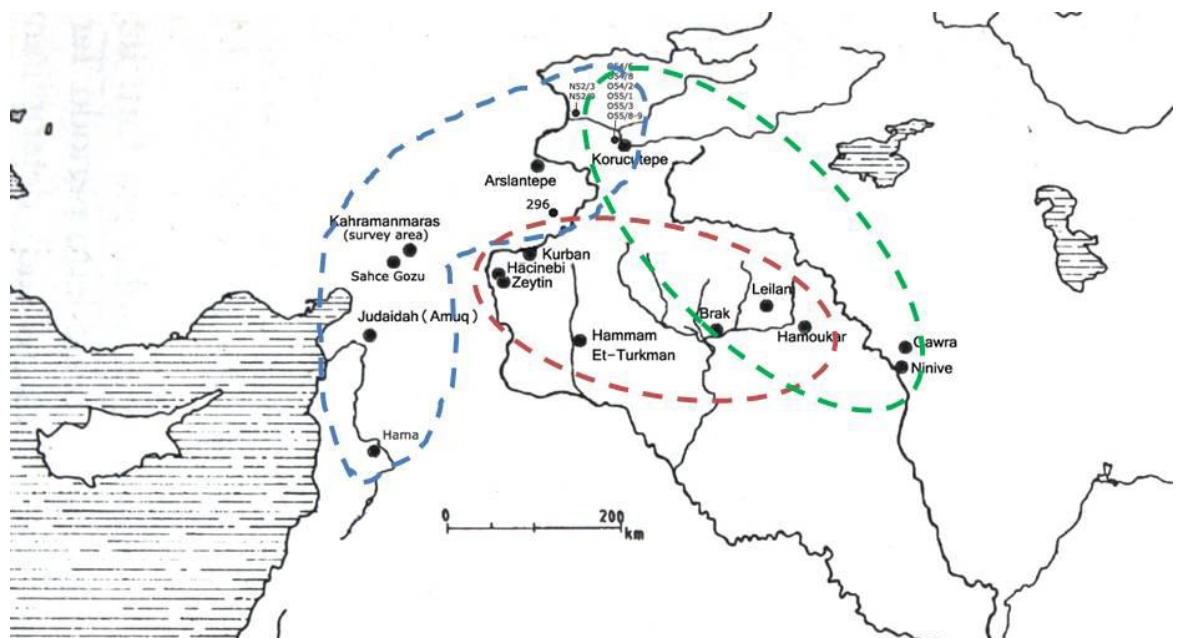 O54/6
O54/8
O54/2
O55/1
O55/3
O55/8-9
N52/3
N52/9
Korucutepe
Arslantepe
296
Kahramanmaras
(survey area)
Sahce Gozu
Kurban
Hacinebi
Zeytin
Leilan
Judaidah ( Amuq )
Brak
Hamoukar
Hammam
Et-Turkman
Gawra
Ninive
Hama
0 200
km